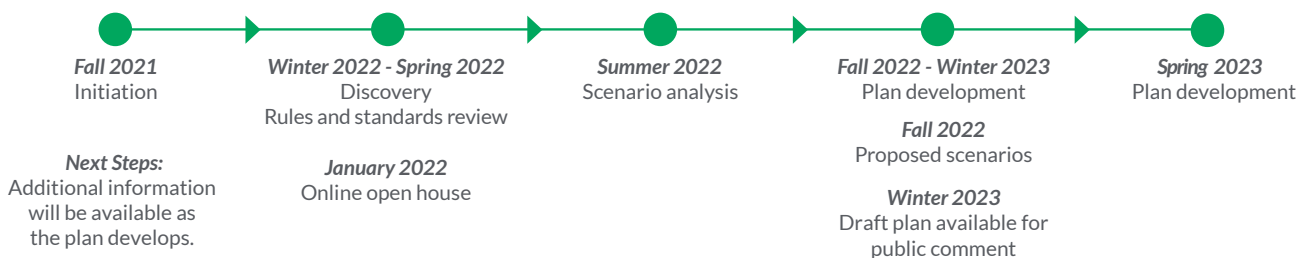 Fall 2021
Initiation
Next Steps:
Additional information
will be available as
the plan develops.
Winter 2022 - Spring 2022
Discovery
Rules and standards review
January 2022
Online open house
Summer 2022
Scenario analysis
Fall 2022 - Winter 2023
Plan development
Fall 2022
Proposed scenarios
Winter 2023
Draft plan available for
public comment
Spring 2023
Plan development